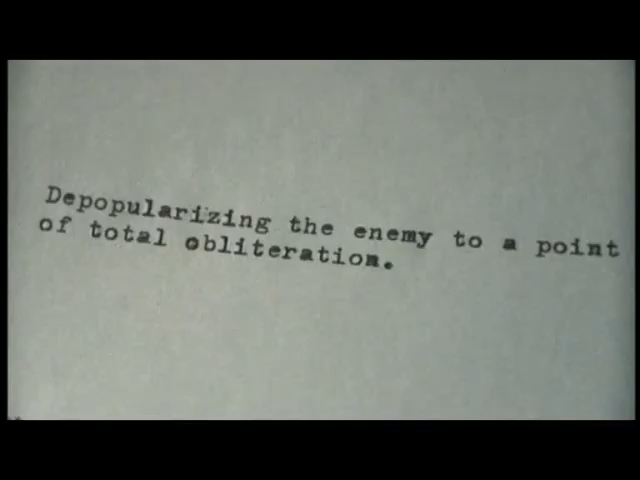 Depopularizing the enemy to a point
of total obliteration.